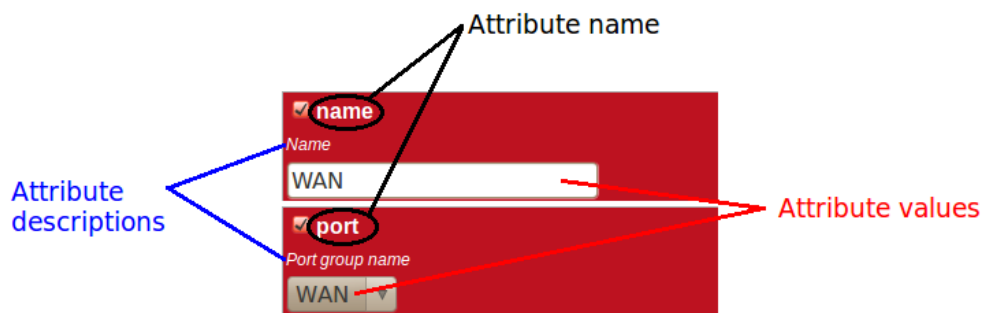 Attribute name
name
Name
WAN
Attribute
descriptions
Attribute values
port
Port group name
WAN